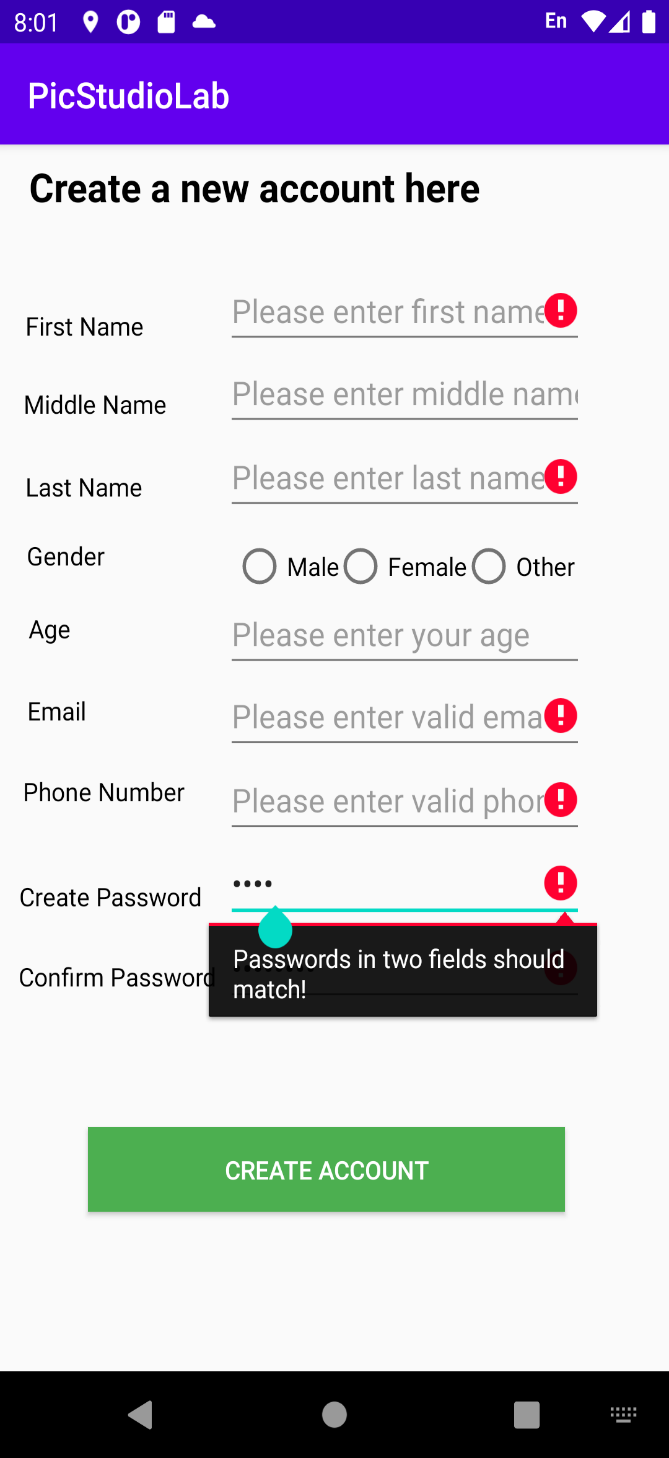 8:01 En
PicStudioLab
Create a new account here
First Name Please enter first name
Middle Name Please enter middle name
Last Name Please enter last name
Gender Male Female Other
Age Please enter your age
Email Please enter valid ema
Phone Number Please enter valid phon
Create Password ••••
Confirm Password
Passwords in two fields should
match!
CREATE ACCOUNT